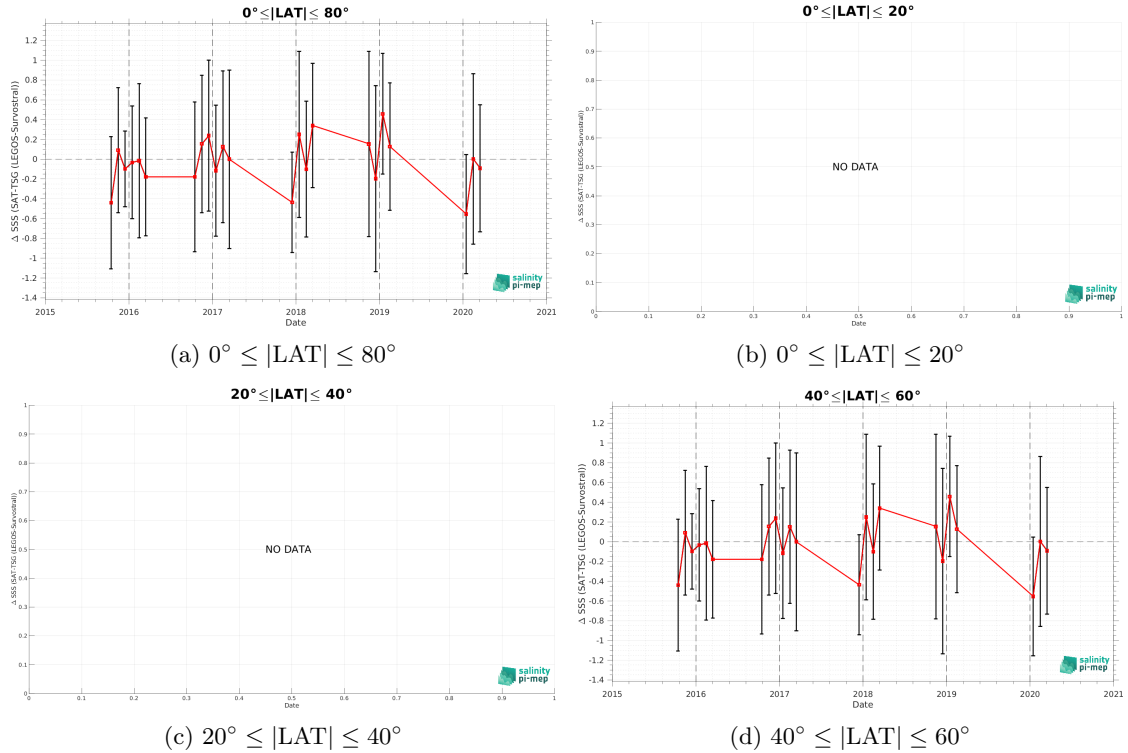 0°≤|LAT|≤ 80°
Δ SSS (SAT-TSG (LEGOS-Survostral))
1.2
1
0.8
0.6
0.4
0.2
0
-0.2
-0.4
-0.6
-0.8
-1
-1.2
-1.4
2015 2016 2017 2018 2019 2020 2021
Date
salinity
pi-mep
(a) 0° ≤ |LAT| ≤ 80°
0°≤|LAT|≤ 20°
Δ SSS (SAT-TSG (LEGOS-Survostral))
1
0.9
0.8
0.7
0.6
0.5
0.4
0.3
0.2
0.1
0
NO DATA
0 0.1 0.2 0.3 0.4 0.5 0.6 0.7 0.8 0.9 1
Date
salinity
pi-mep
(b) 0° ≤ |LAT| ≤ 20°
20°≤|LAT|≤ 40°
Δ SSS (SAT-TSG (LEGOS-Survostral))
1
0.9
0.8
0.7
0.6
0.5
0.4
0.3
0.2
0.1
0
NO DATA
0 0.1 0.2 0.3 0.4 0.5 0.6 0.7 0.8 0.9 1
Date
salinity
pi-mep
(c) 20° ≤ |LAT| ≤ 40°
40°≤|LAT|≤ 60°
Δ SSS (SAT-TSG (LEGOS-Survostral))
1.2
1
0.8
0.6
0.4
0.2
0
-0.2
-0.4
-0.6
-0.8
-1
-1.2
-1.4
2015 2016 2017 2018 2019 2020 2021
Date
salinity
pi-mep
(d) 40° ≤ |LAT| ≤ 60°